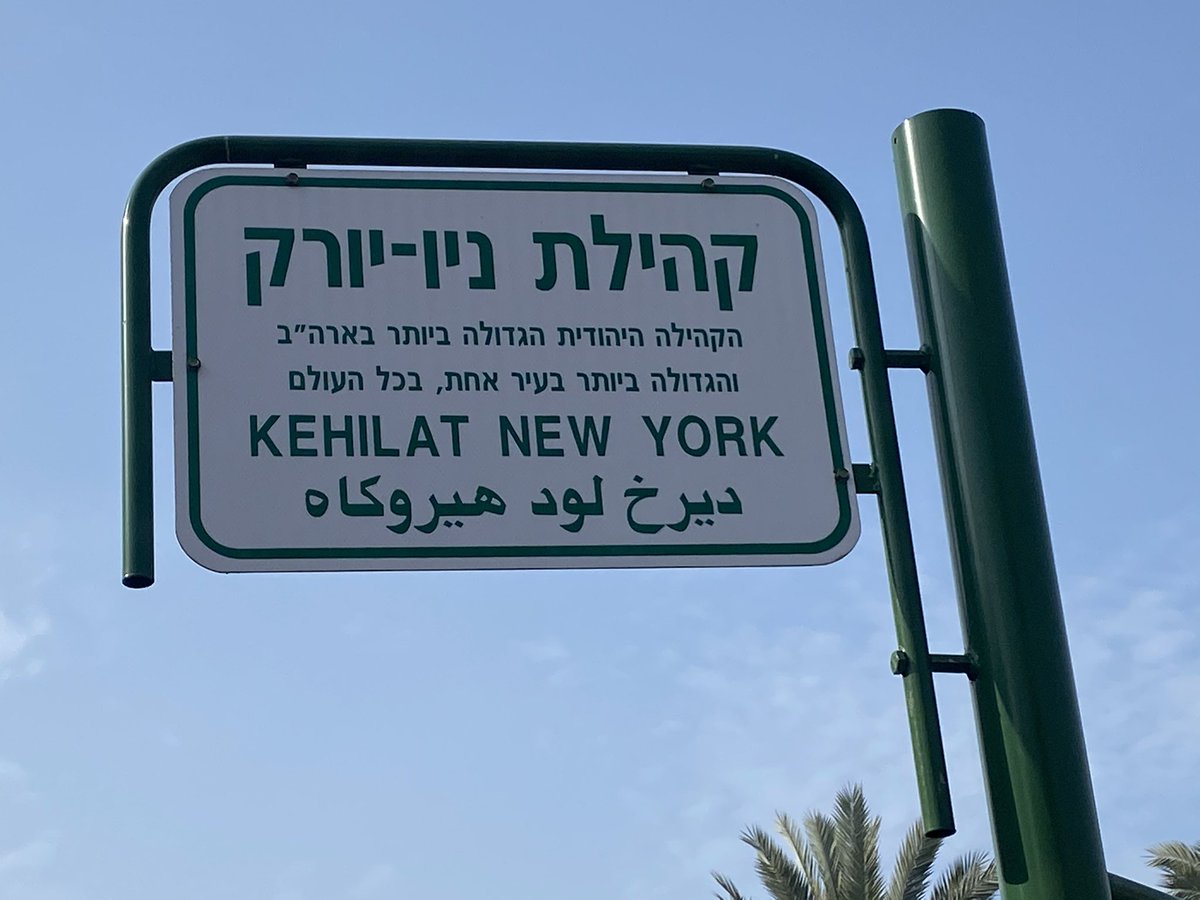 קהילת ניו-יורק
הקהילה היהודית הגדולה ביותר בארה"ב
והגדולה ביותר בעיר אחת, בכל העולם
KEHILAT NEW YORK
ديرخ لود هيروكاه